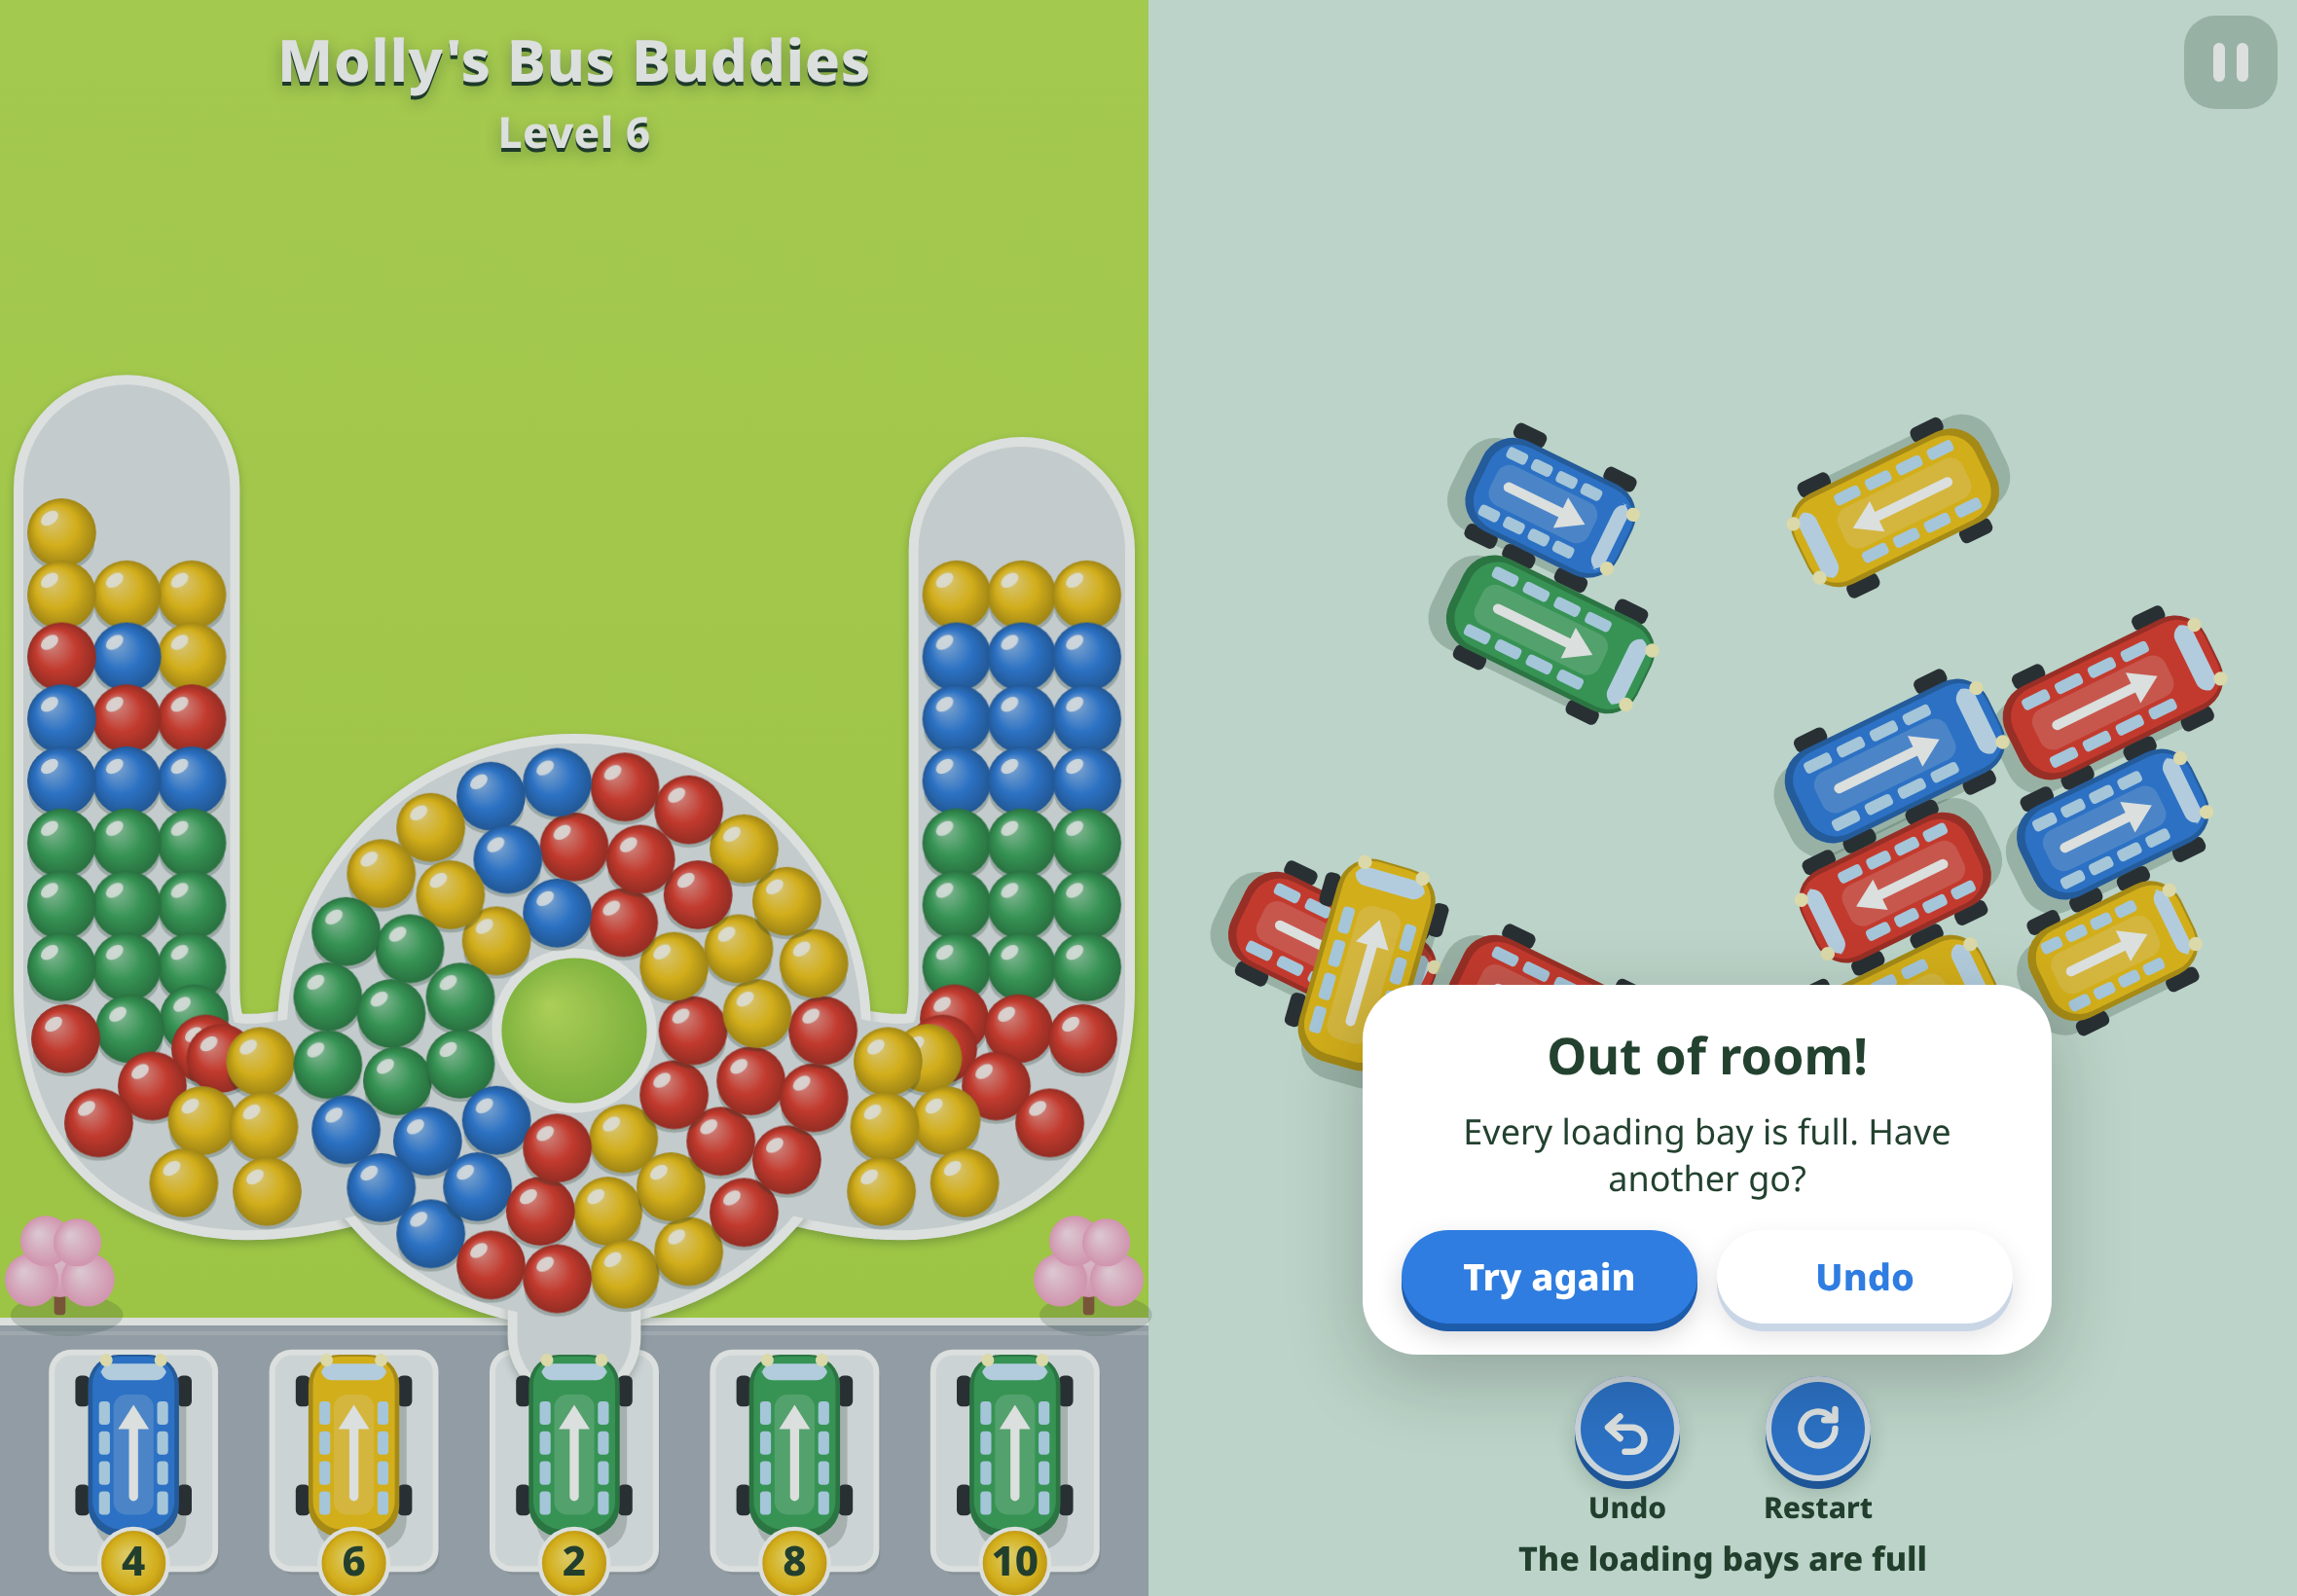 Molly's Bus Buddies
Level 6
Out of room!
Every loading bay is full. Have
another go?
Try again
Undo
Undo
Restart
The loading bays are full
4
6
2
8
10